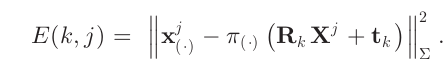 E(k, j) = ‖x^j_(·) − π_(·) (R_k X^j + t_k)‖^2_Σ .